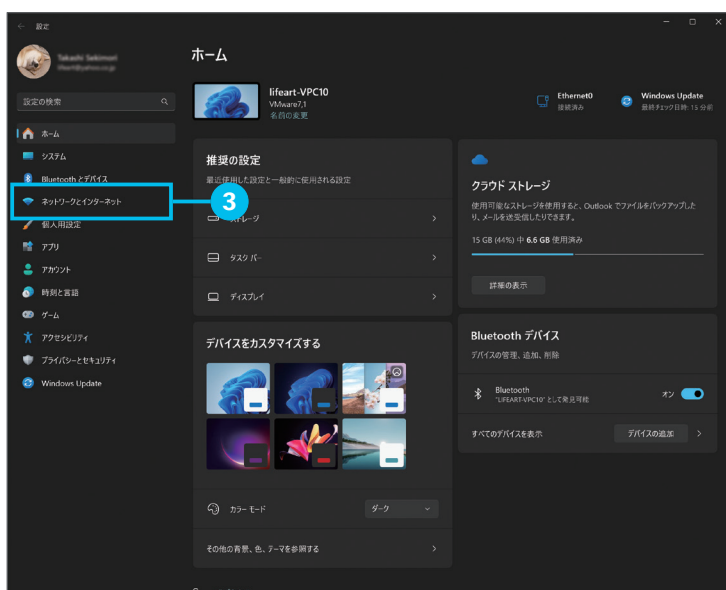 設定
ホーム
Takashi Sekimori
設定の検索
lifeart-VPC10
VMware7,1
名前の変更
Ethernet0
接続済み
Windows Update
最終チェック日時: 15 分前
ホーム
システム
Bluetooth とデバイス
ネットワークとインターネット
3
個人用設定
アプリ
アカウント
時刻と言語
ゲーム
アクセシビリティ
プライバシーとセキュリティ
Windows Update
推奨の設定
最近使用した設定と一般的に使用される設定
ストレージ
タスク バー
ディスプレイ
クラウド ストレージ
使用可能なストレージを使用すると、Outlook でファイルをバックアップした
り、メールを送受信したりできます。
15 GB (44%) 中 6.6 GB 使用済み
詳細の表示
デバイスをカスタマイズする
カラー モード
ダーク
その他の背景、色、テーマを参照する
Bluetooth デバイス
デバイスの管理、追加、削除
Bluetooth
"LIFEART-VPC10" として発見可能
オン
すべてのデバイスを表示
デバイスの追加